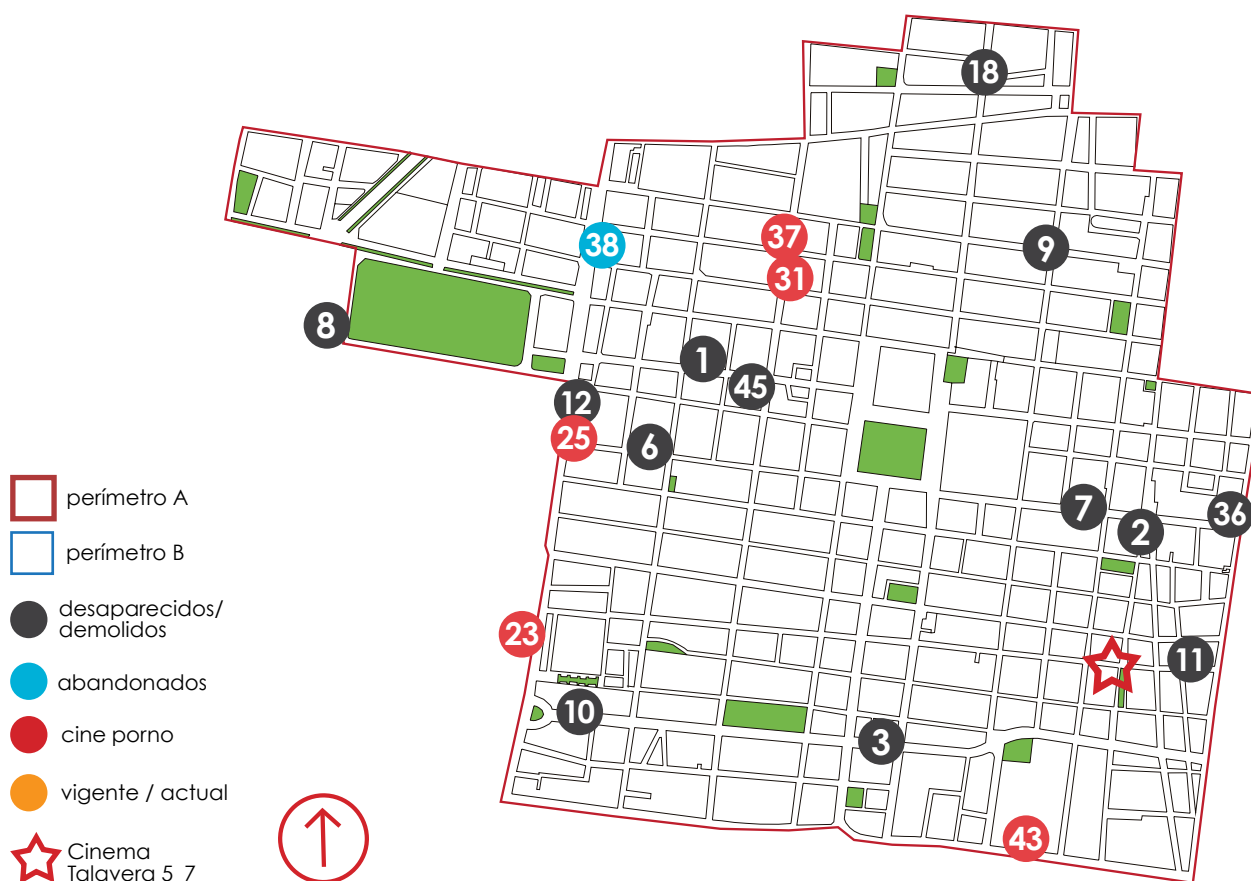 18
37
38
9
31
8
1
45
12
25
6
perímetro A
7
36
2
perímetro B
desaparecidos/
demolidos
23
11
abandonados
10
cine porno
3
vigente / actual
43
Cinema
Talavera 5 7